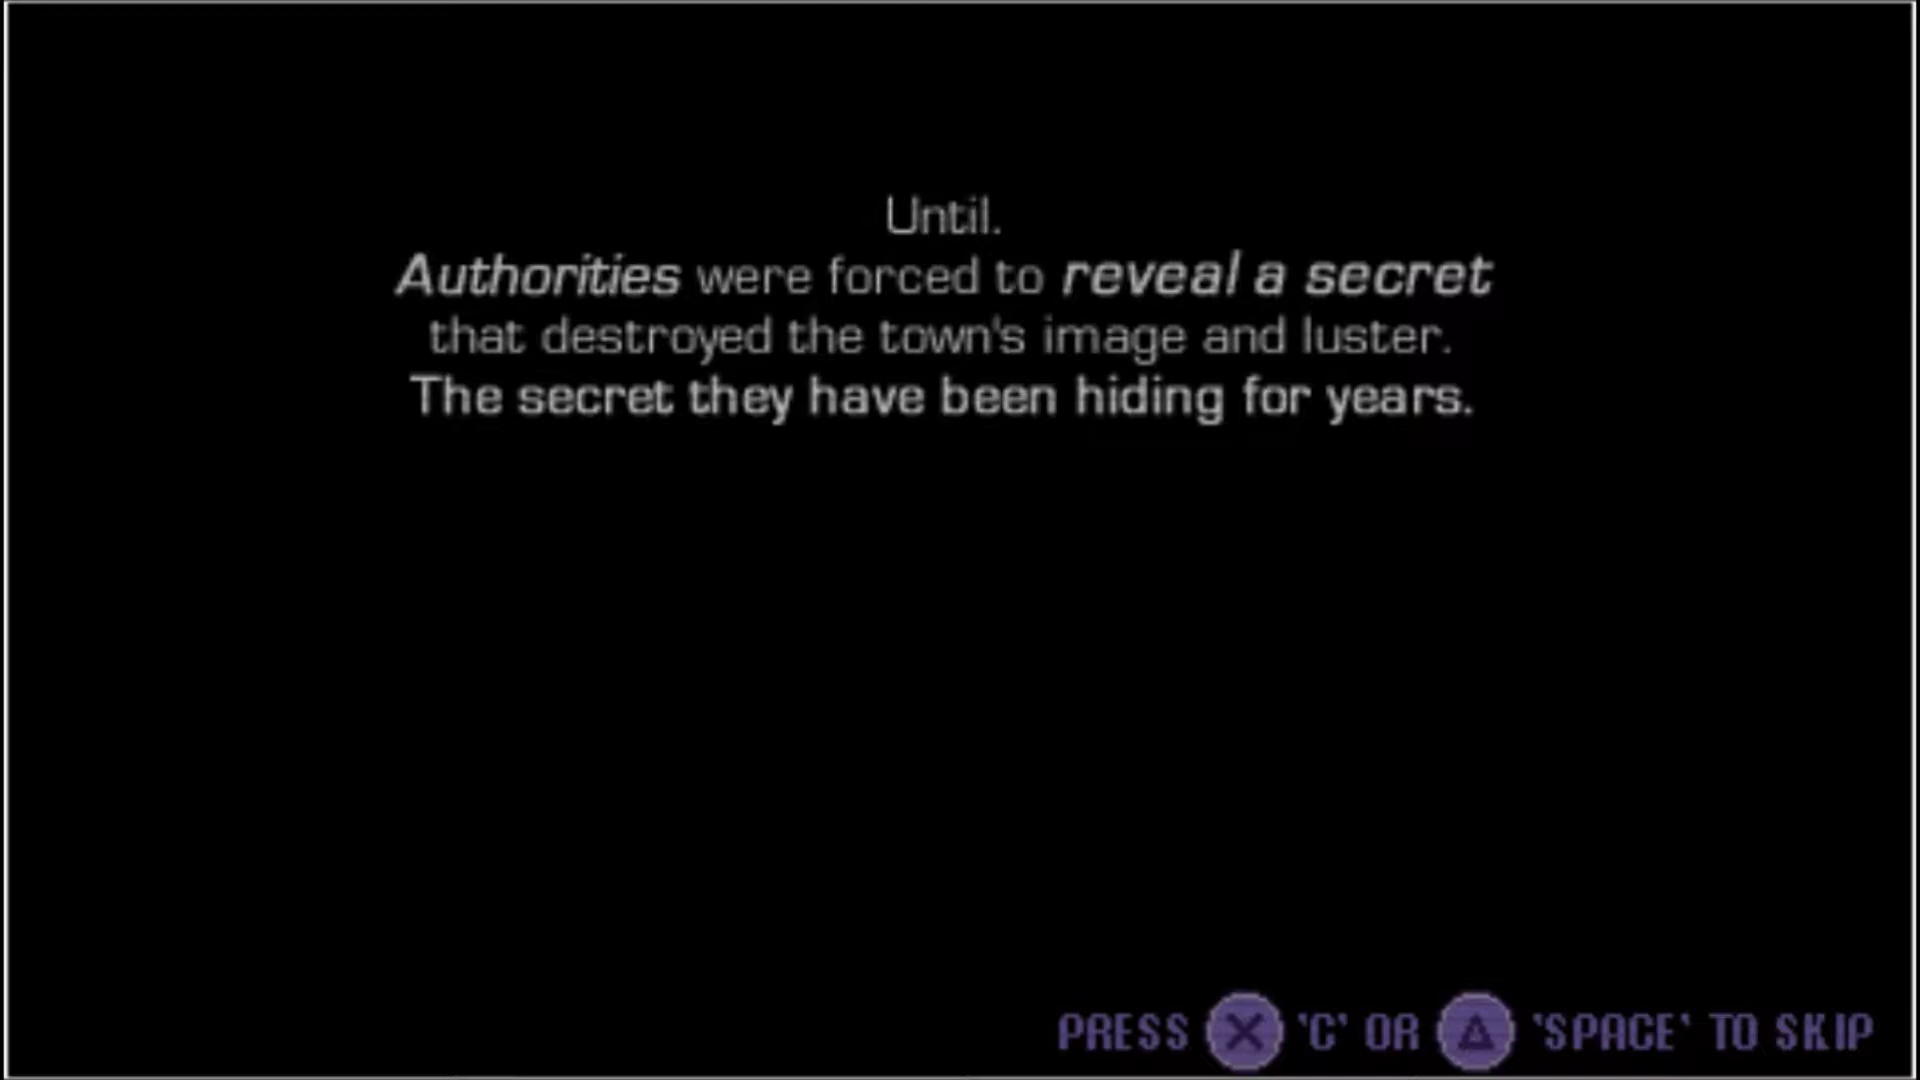 Until.
Authorities were forced to reveal a secret
that destroyed the town's image and luster.
The secret they have been hiding for years.
PRESS X 'C' OR Δ 'SPACE' TO SKIP